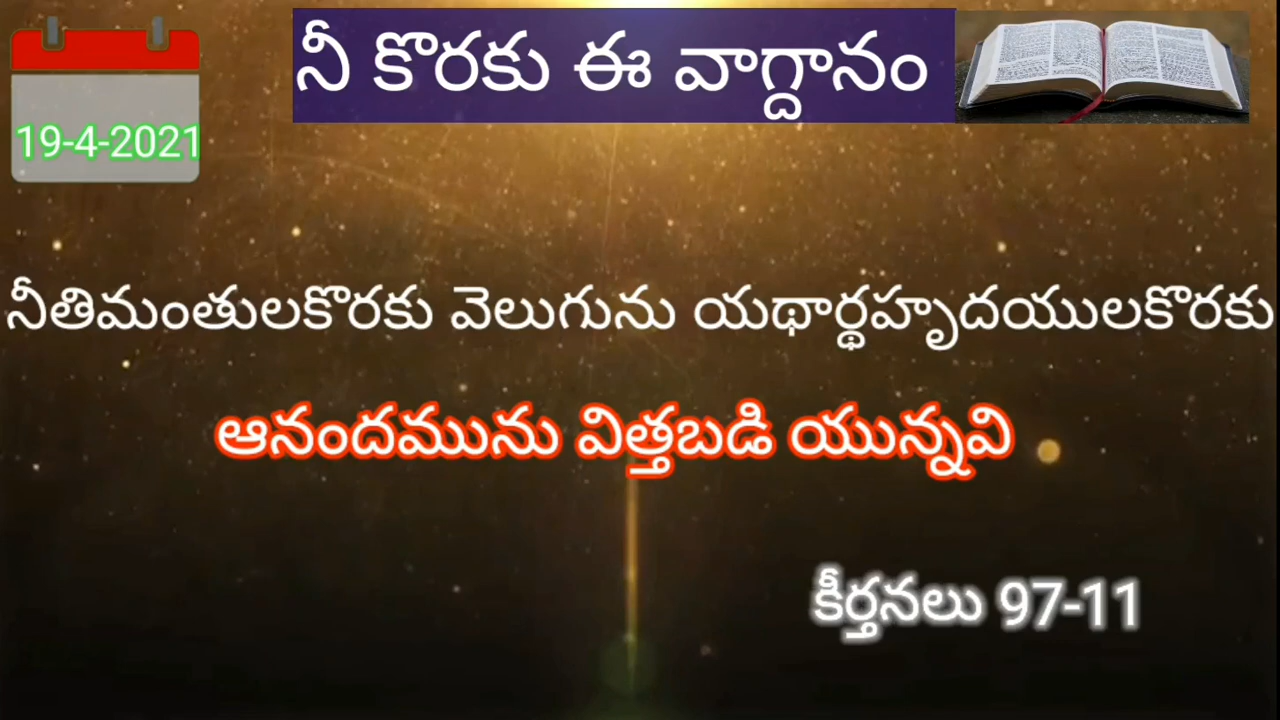 నీ కొరకు ఈ వాగ్దానం
19-4-2021
నీతిమంతులకొరకు వెలుగును యథార్థహృదయులకొరకు
ఆనందమును విత్తబడి యున్నవి
కీర్తనలు 97-11